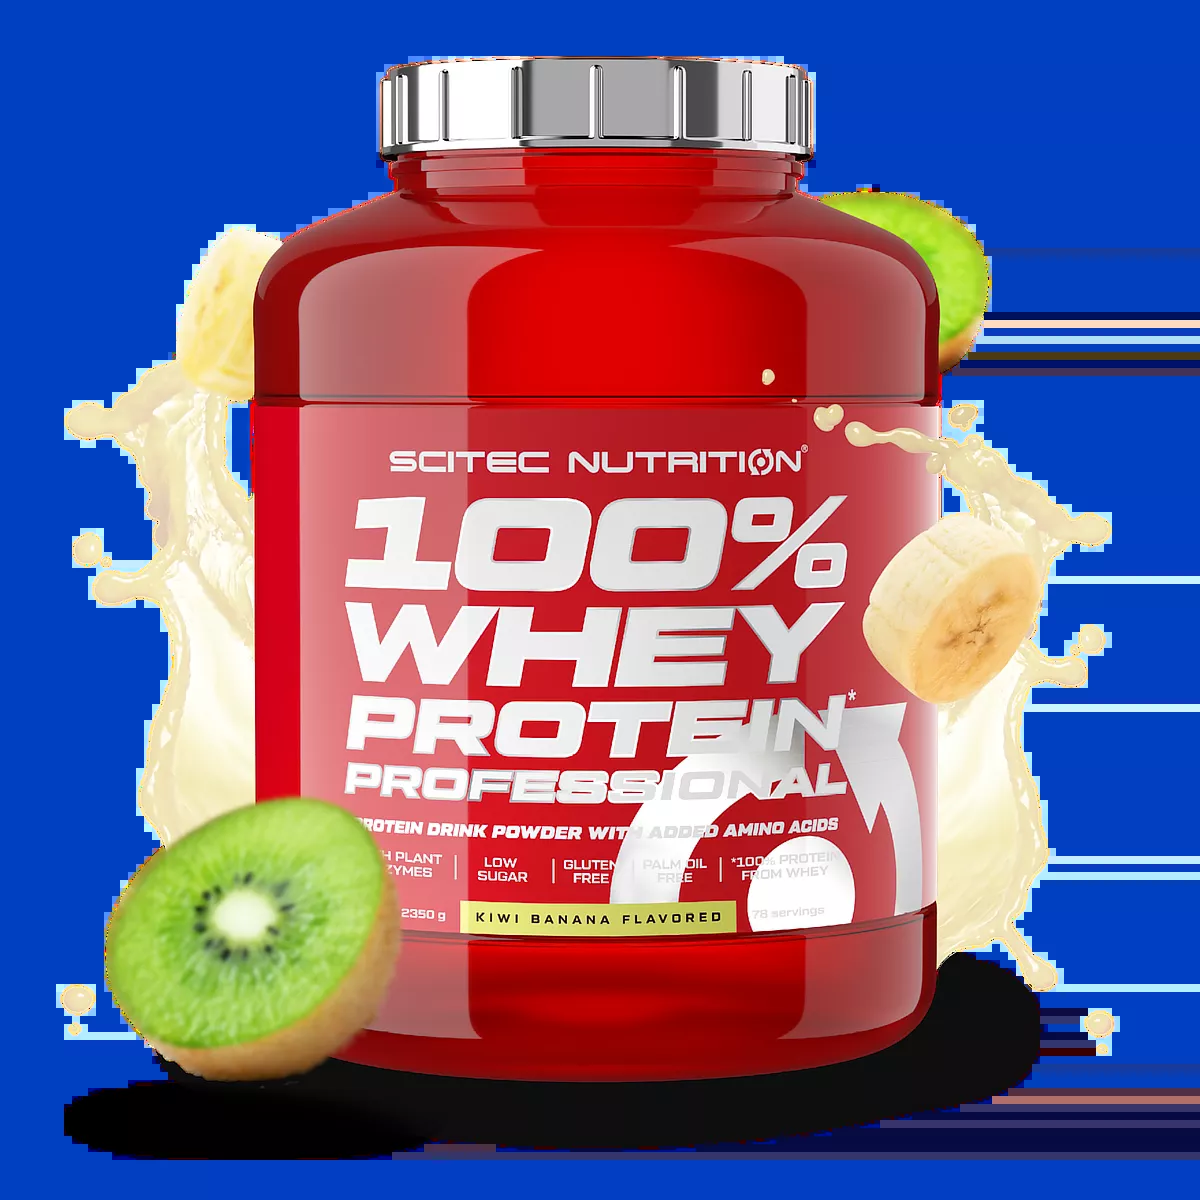 SCITEC NUTRITION®
100%
WHEY
PROTEIN*
PROFESSIONAL
PROTEIN DRINK POWDER WITH ADDED AMINO ACIDS
PLANT
LOW
SUGAR
GLUTEN
FREE
PALM OIL
FREE
*100% PROTEIN
FROM WHEY
2350 g
KIWI BANANA FLAVORED
78 servings